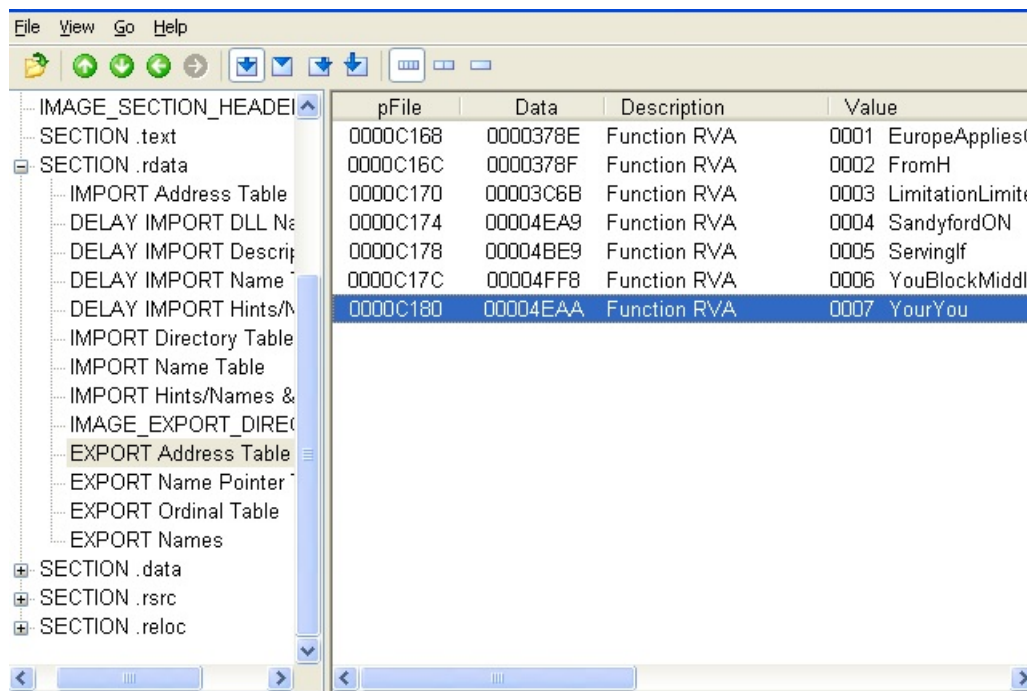 File View Go Help
IMAGE_SECTION_HEADE
SECTION .text
SECTION .rdata
IMPORT Address Table
DELAY IMPORT DLL Na
DELAY IMPORT Descrip
DELAY IMPORT Name
DELAY IMPORT Hints/N
IMPORT Directory Table
IMPORT Name Table
IMPORT Hints/Names &
IMAGE_EXPORT_DIRE
EXPORT Address Table
EXPORT Name Pointer
EXPORT Ordinal Table
EXPORT Names
SECTION .data
SECTION .rsrc
SECTION .reloc
pFile Data Description Value
0000C168 0000378E Function RVA 0001 EuropeApplies
0000C16C 0000378F Function RVA 0002 FromH
0000C170 00003C6B Function RVA 0003 LimitationLimite
0000C174 00004EA9 Function RVA 0004 SandyfordON
0000C178 00004BE9 Function RVA 0005 ServingIf
0000C17C 00004FF8 Function RVA 0006 YouBlockMiddl
0000C180 00004EAA Function RVA 0007 YourYou